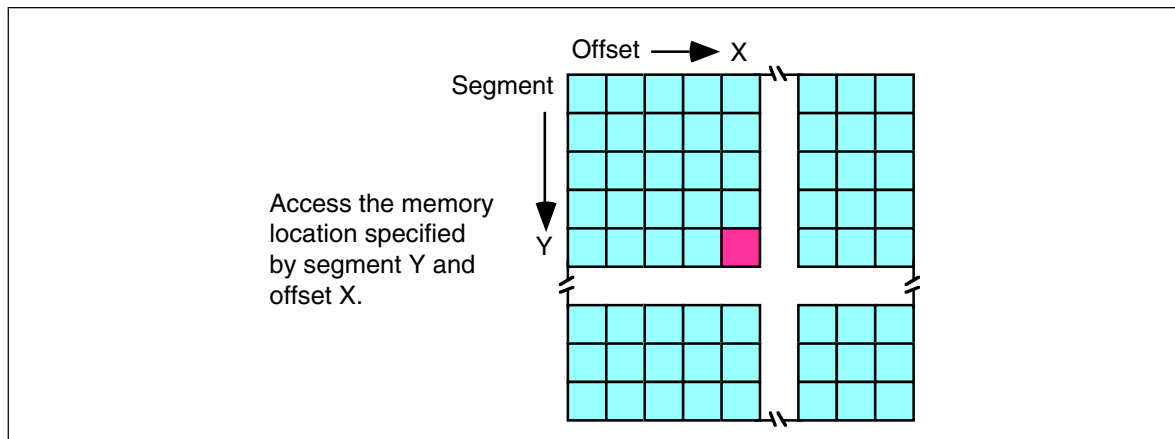 Offset X
Segment
Access the memory
location specified
Y
by segment Y and
offset X.